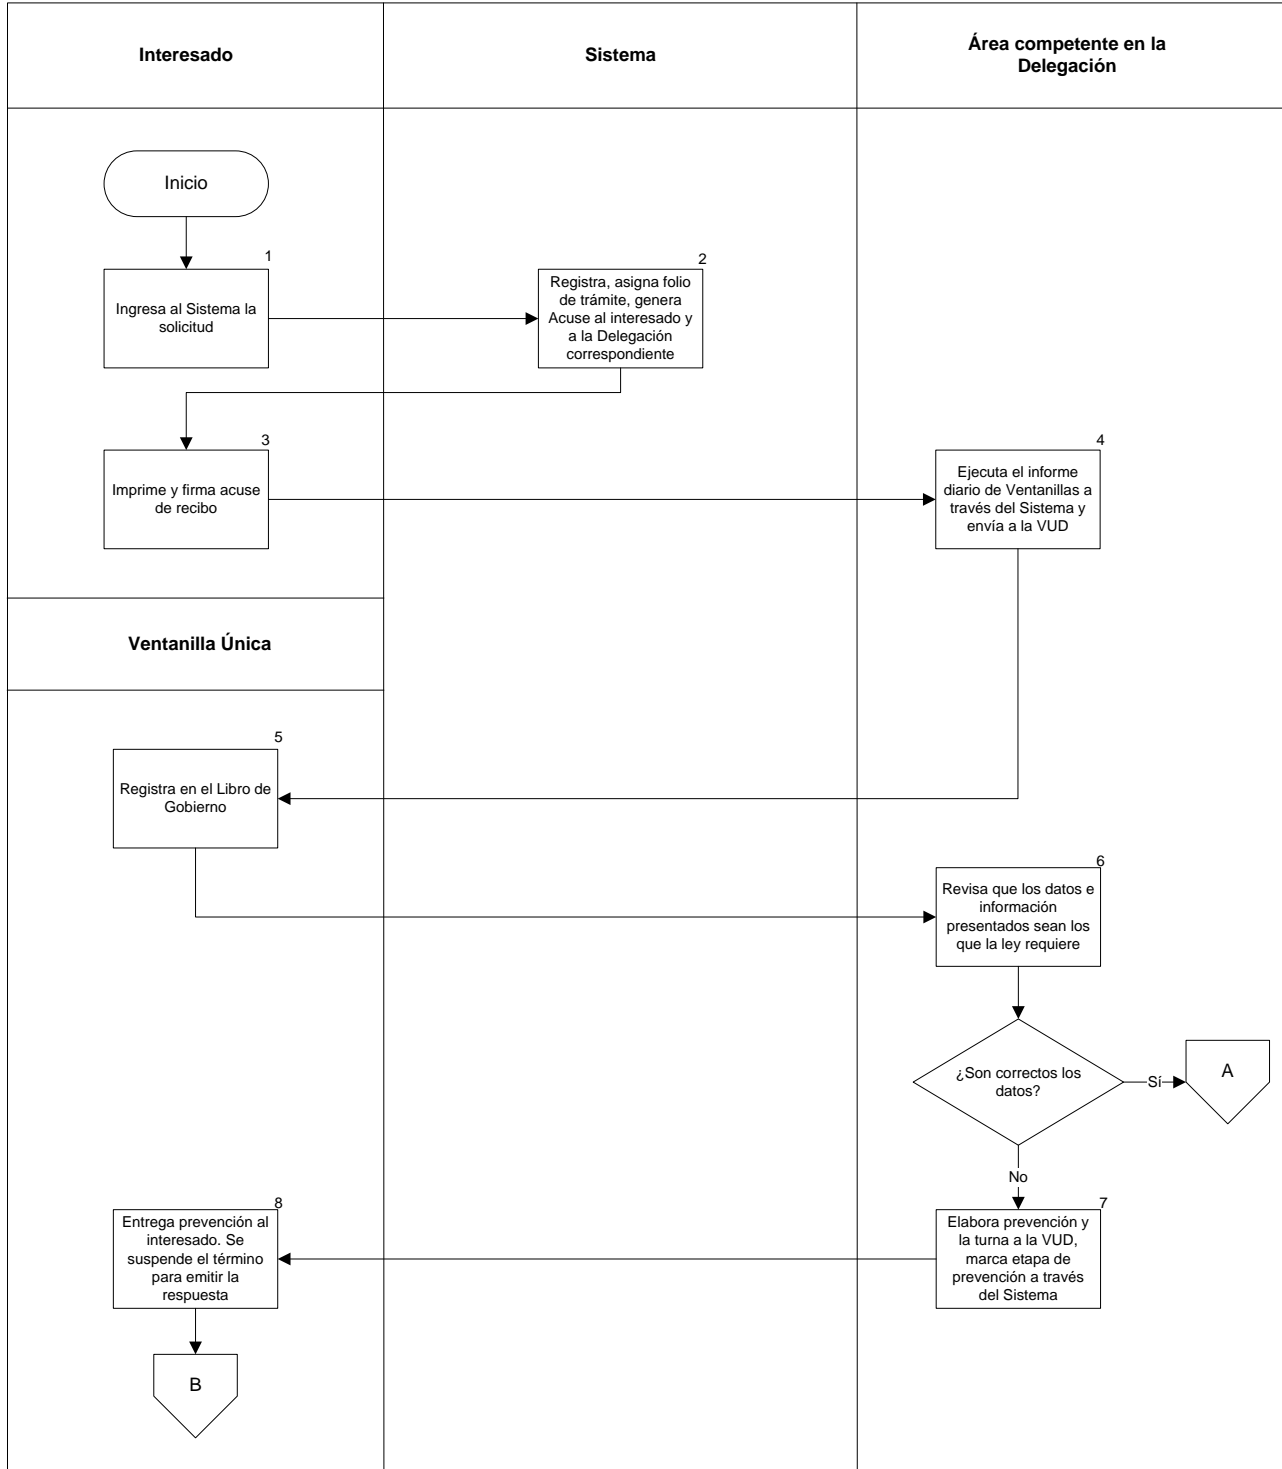 Interesado
Sistema
Área competente en la
Delegación
Inicio
1
Ingresa al Sistema la
solicitud
2
Registra, asigna folio
de trámite, genera
Acuse al interesado y
a la Delegación
correspondiente
3
Imprime y firma acuse
de recibo
4
Ejecuta el informe
diario de Ventanillas a
través del Sistema y
envía a la VUD
Ventanilla Única
5
Registra en el Libro de
Gobierno
6
Revisa que los datos e
información
presentados sean los
que la ley requiere
¿Son correctos los
datos?
Sí
A
No
7
Elabora prevención y
la turna a la VUD,
marca etapa de
prevención a través
del Sistema
8
Entrega prevención al
interesado. Se
suspende el término
para emitir la
respuesta
B